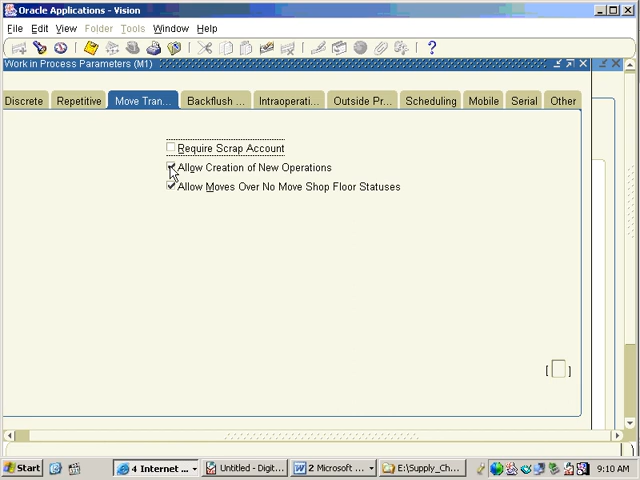 Oracle Applications - Vision
File Edit View Folder Tools Window Help
Work in Process Parameters (M1)
Discrete Repetitive Move Tran... Backflush ... Intraoperati... Outside Pr... Scheduling Mobile Serial Other
Require Scrap Account
Allow Creation of New Operations
Allow Moves Over No Move Shop Floor Statuses
[ ]
Start 4 Internet ... Untitled - Digit... 2 Microsoft ... E:\Supply_Ch... 9:10 AM